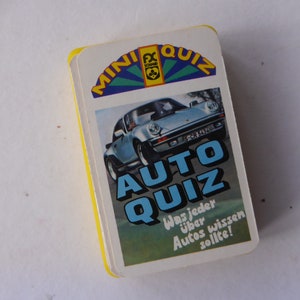 MINI QUIZ
AUTO
QUIZ
Was jeder
über
Autos wissen
sollte!